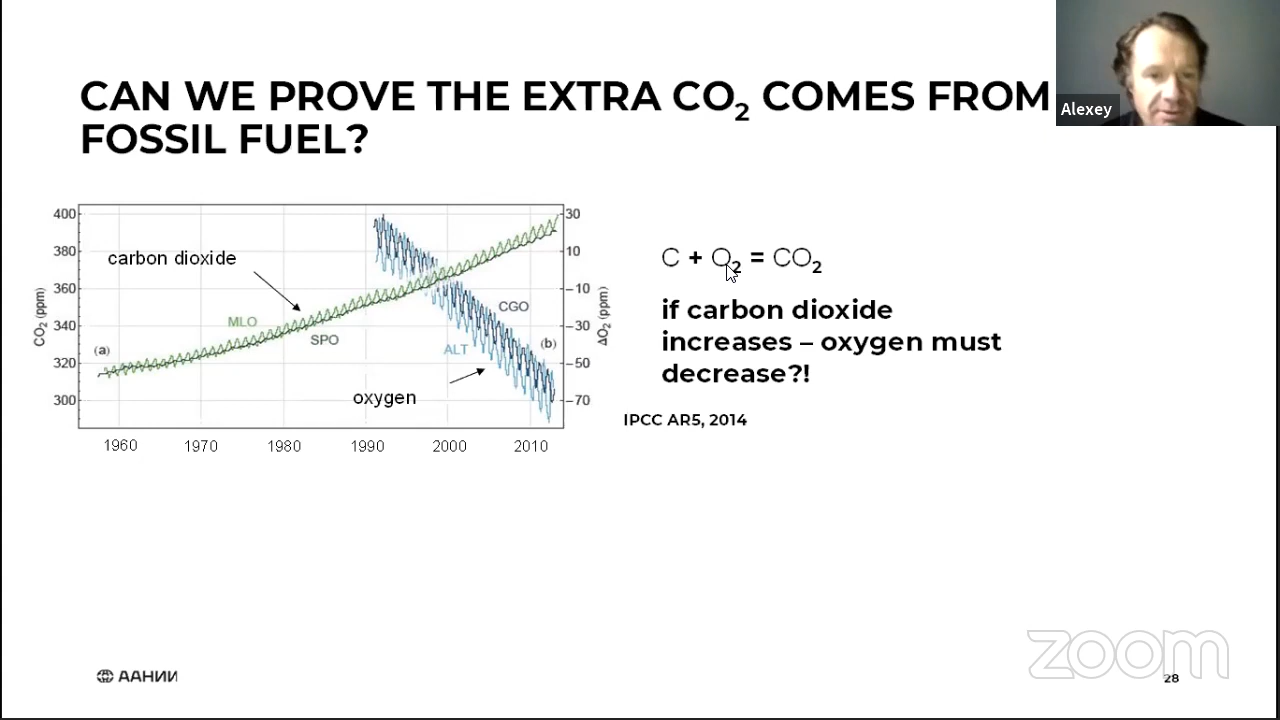 CAN WE PROVE THE EXTRA CO₂ COMES FROM
FOSSIL FUEL?
Alexey
400
380
360
340
320
300
CO₂ (ppm)
carbon dioxide
MLO
SPO
(a)
CGO
ALT
(b)
oxygen
30
10
−10
−30
−50
−70
ΔO₂ (ppm)
1960 1970 1980 1990 2000 2010
C + O₂ = CO₂
if carbon dioxide
increases – oxygen must
decrease?!
IPCC AR5, 2014
ААНИИ
zoom
28